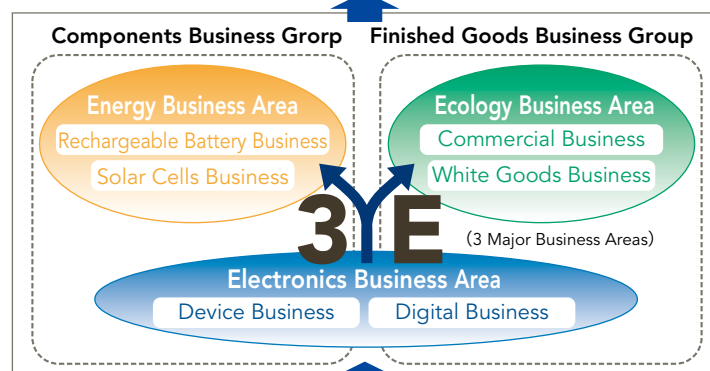 Components Business Grorp
Finished Goods Business Group
Energy Business Area
Rechargeable Battery Business
Solar Cells Business
Ecology Business Area
Commercial Business
White Goods Business
3 E
(3 Major Business Areas)
Electronics Business Area
Device Business
Digital Business